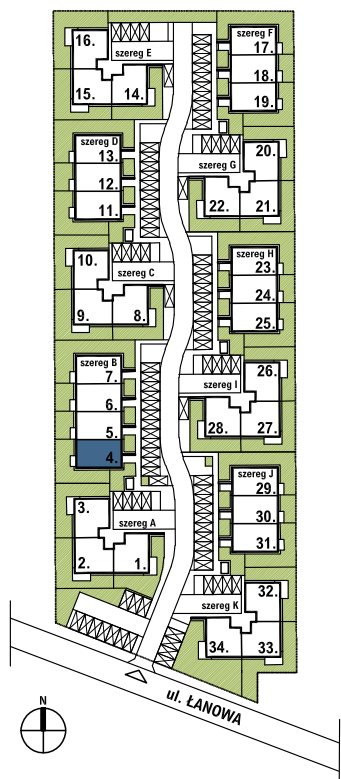 16.
szereg E
15.
14.
szereg F
17.
18.
19.
szereg D
13.
12.
11.
szereg G
20.
22.
21.
10.
szereg C
9.
8.
szereg H
23.
24.
25.
szereg B
7.
6.
5.
4.
szereg I
26.
28.
27.
3.
szereg A
2.
1.
szereg J
29.
30.
31.
szereg K
32.
34.
33.
ul. ŁANOWA
N